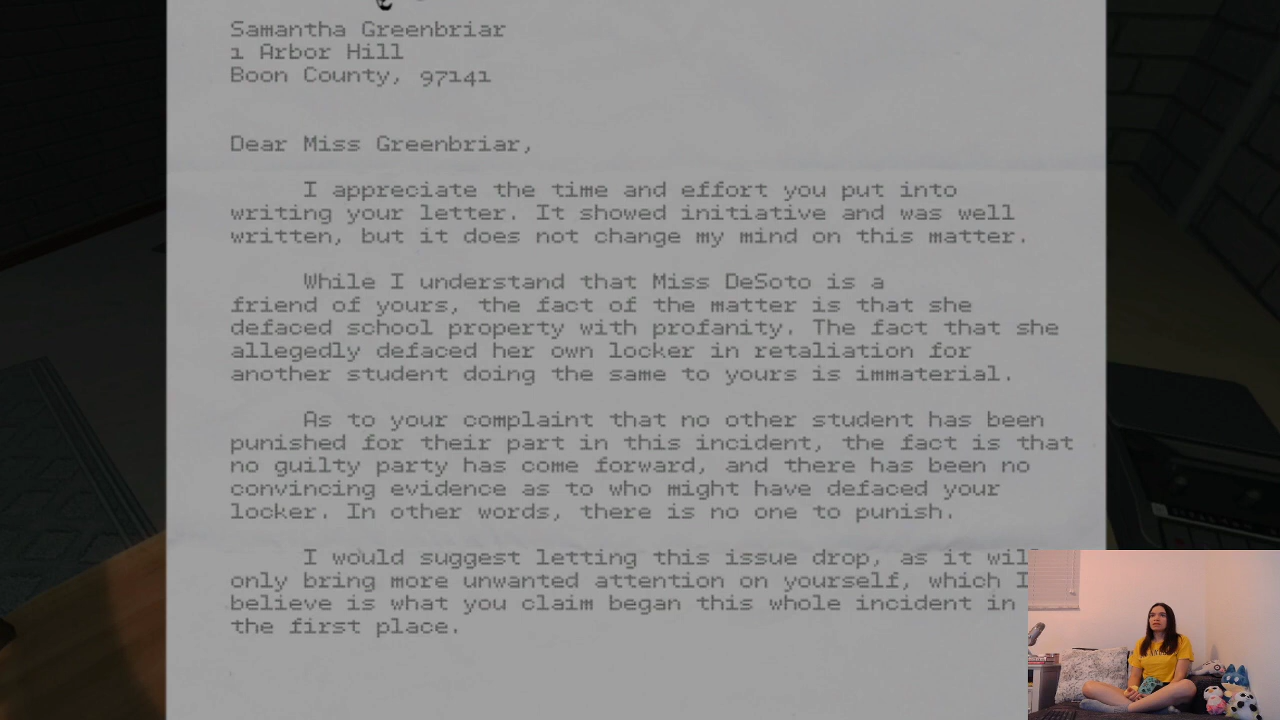 Samantha Greenbriar
1 Arbor Hill
Boon County, 97141
Dear Miss Greenbriar,
I appreciate the time and effort you put into
writing your letter. It showed initiative and was well
written, but it does not change my mind on this matter.
While I understand that Miss DeSoto is a
friend of yours, the fact of the matter is that she
defaced school property with profanity. The fact that she
allegedly defaced her own locker in retaliation for
another student doing the same to yours is immaterial.
As to your complaint that no other student has been
punished for their part in this incident, the fact is that
no guilty party has come forward, and there has been no
convincing evidence as to who might have defaced your
locker. In other words, there is no one to punish.
I would suggest letting this issue drop, as it will
only bring more unwanted attention on yourself, which I
believe is what you claim began this whole incident in
the first place.